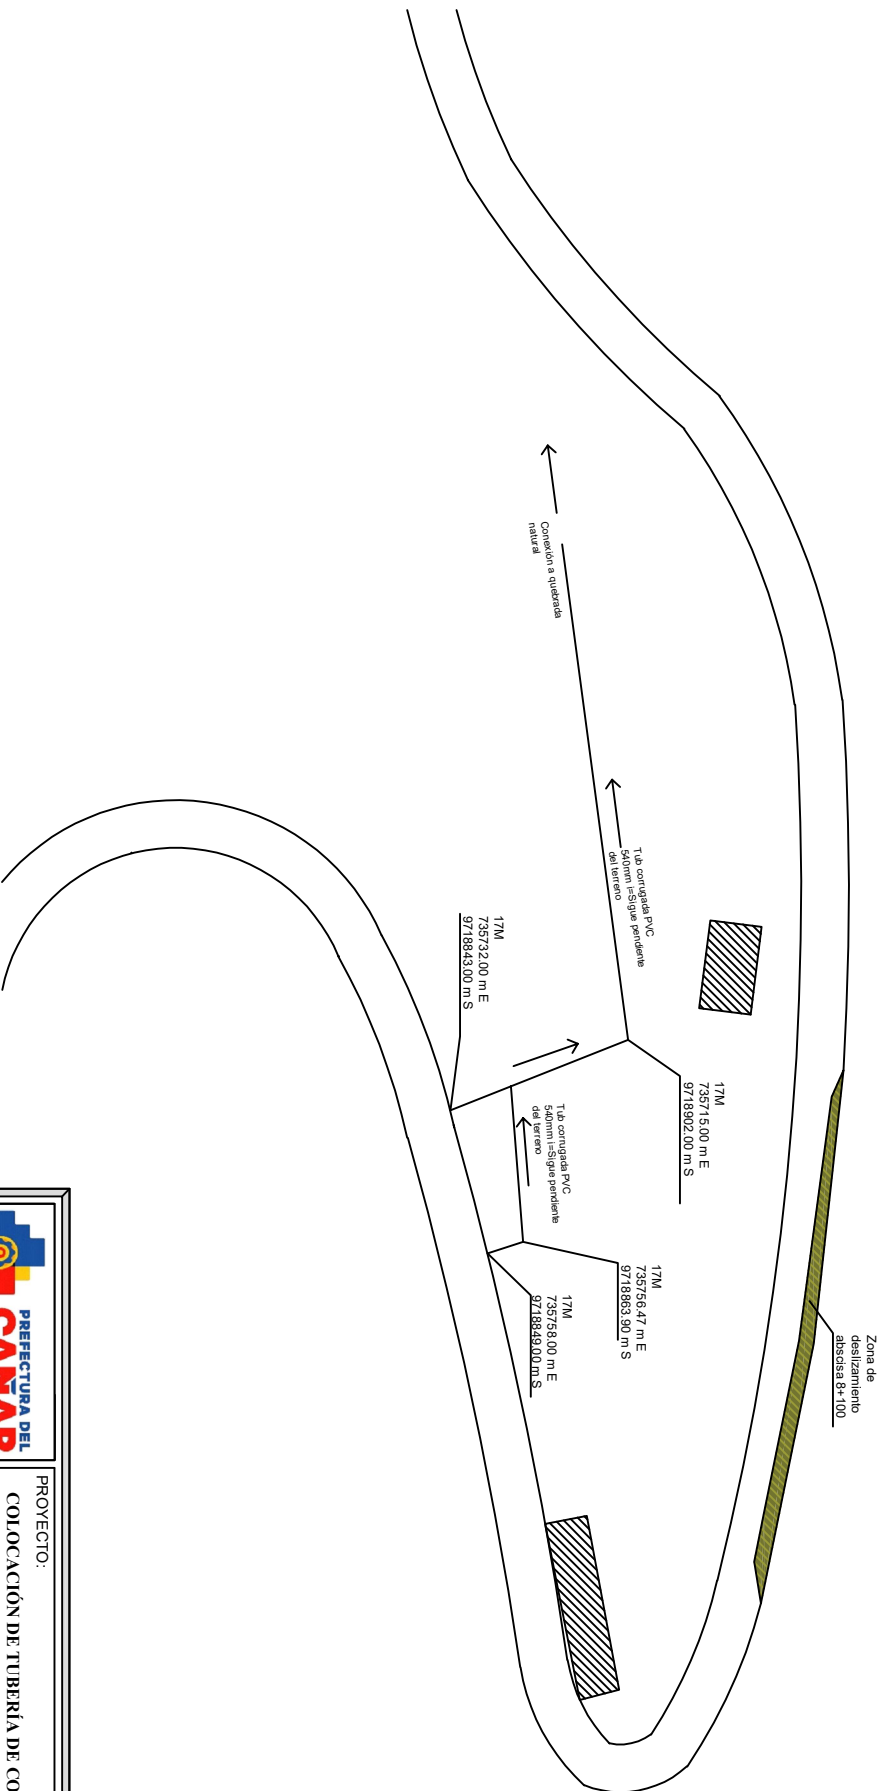 Zona de
deslizamiento
abscisa 8+100
Conexión a quebrada
natural
Tub corrugada PVC
540mm i=Sigue pendiente
del terreno
17M
735732.00 m E
9718843.00 m S
17M
735715.00 m E
9718902.00 m S
Tub corrugada PVC
540mm i=Sigue pendiente
del terreno
17M
735756.47 m E
9718863.90 m S
17M
735758.00 m E
9718849.00 m S
PREFECTURA DEL
CAÑAR
PROYECTO:
COLOCACIÓN DE TUBERÍA DE CO